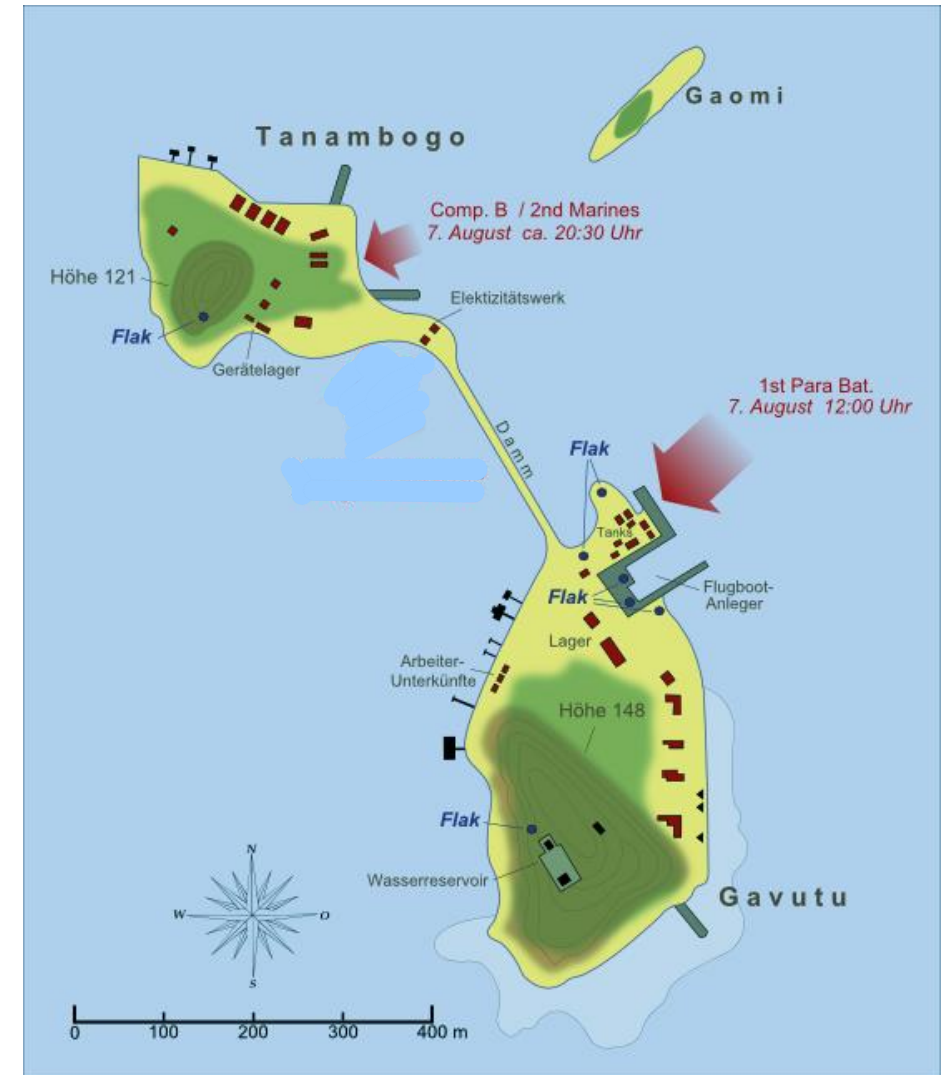 Gaomi
Tanambogo
Comp. B / 2nd Marines
7. August ca. 20:30 Uhr
Höhe 121
Elektizitätswerk
Flak
Gerätelager
1st Para Bat.
7. August 12:00 Uhr
Damm
Flak
Tanks
Flugboot-
Anleger
Flak
Lager
Arbeiter-
Unterkünfte
Höhe 148
Flak
Wasserreservoir
Gavutu
N
W
O
S
0 100 200 300 400 m